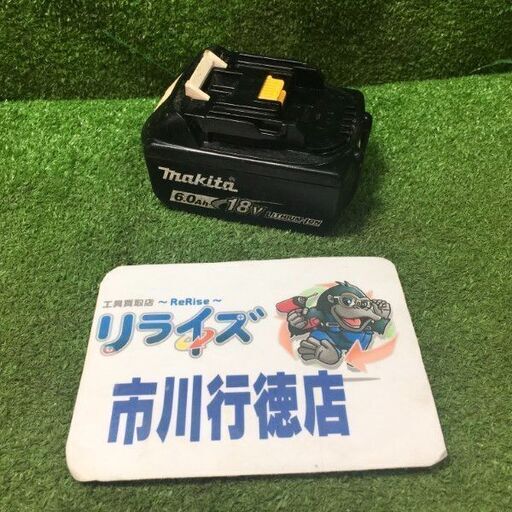 makita
6.0Ah 18V LITHIUM-ION
工具買取店 ~ ReRise ~
リライズ
市川行徳店